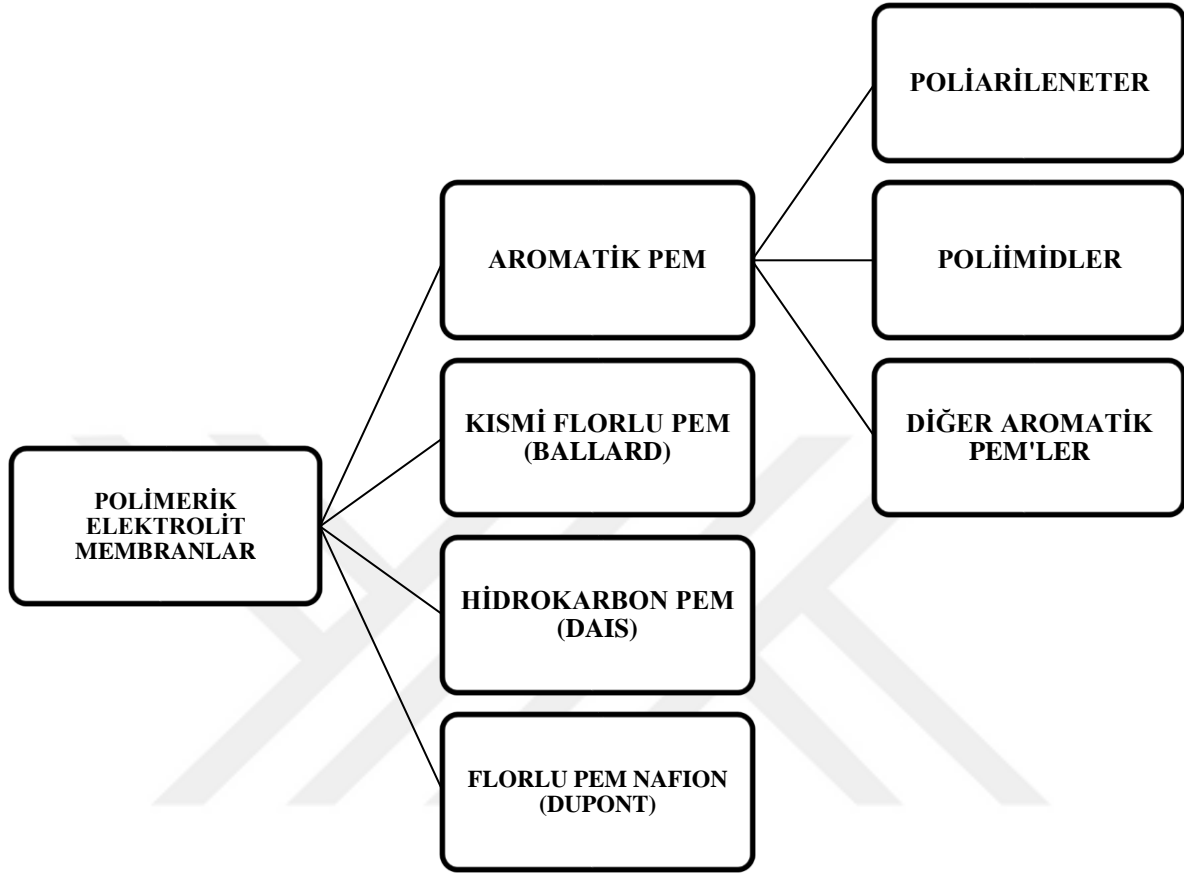 POLİMERİK
ELEKTROLİT
MEMBRANLAR
AROMATİK PEM
KISMİ FLORLU PEM
(BALLARD)
HİDROKARBON PEM
(DAIS)
FLORLU PEM NAFION
(DUPONT)
POLİARİLENETER
POLİİMİDLER
DİĞER AROMATİK
PEM'LER